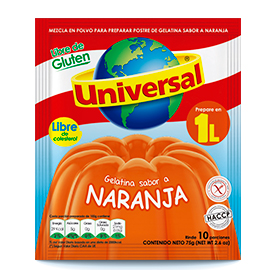 MEZCLA EN POLVO PARA PREPARAR POSTRE DE GELATINA SABOR A NARANJA
Libre de
Gluten
Universal
®
Prepare en
1L
Libre
de colesterol
Gelatina sabor a
NARANJA
HACCP
Rinde 10 porciones
CONTENIDO NETO 75g (NET WT 2.6 oz)